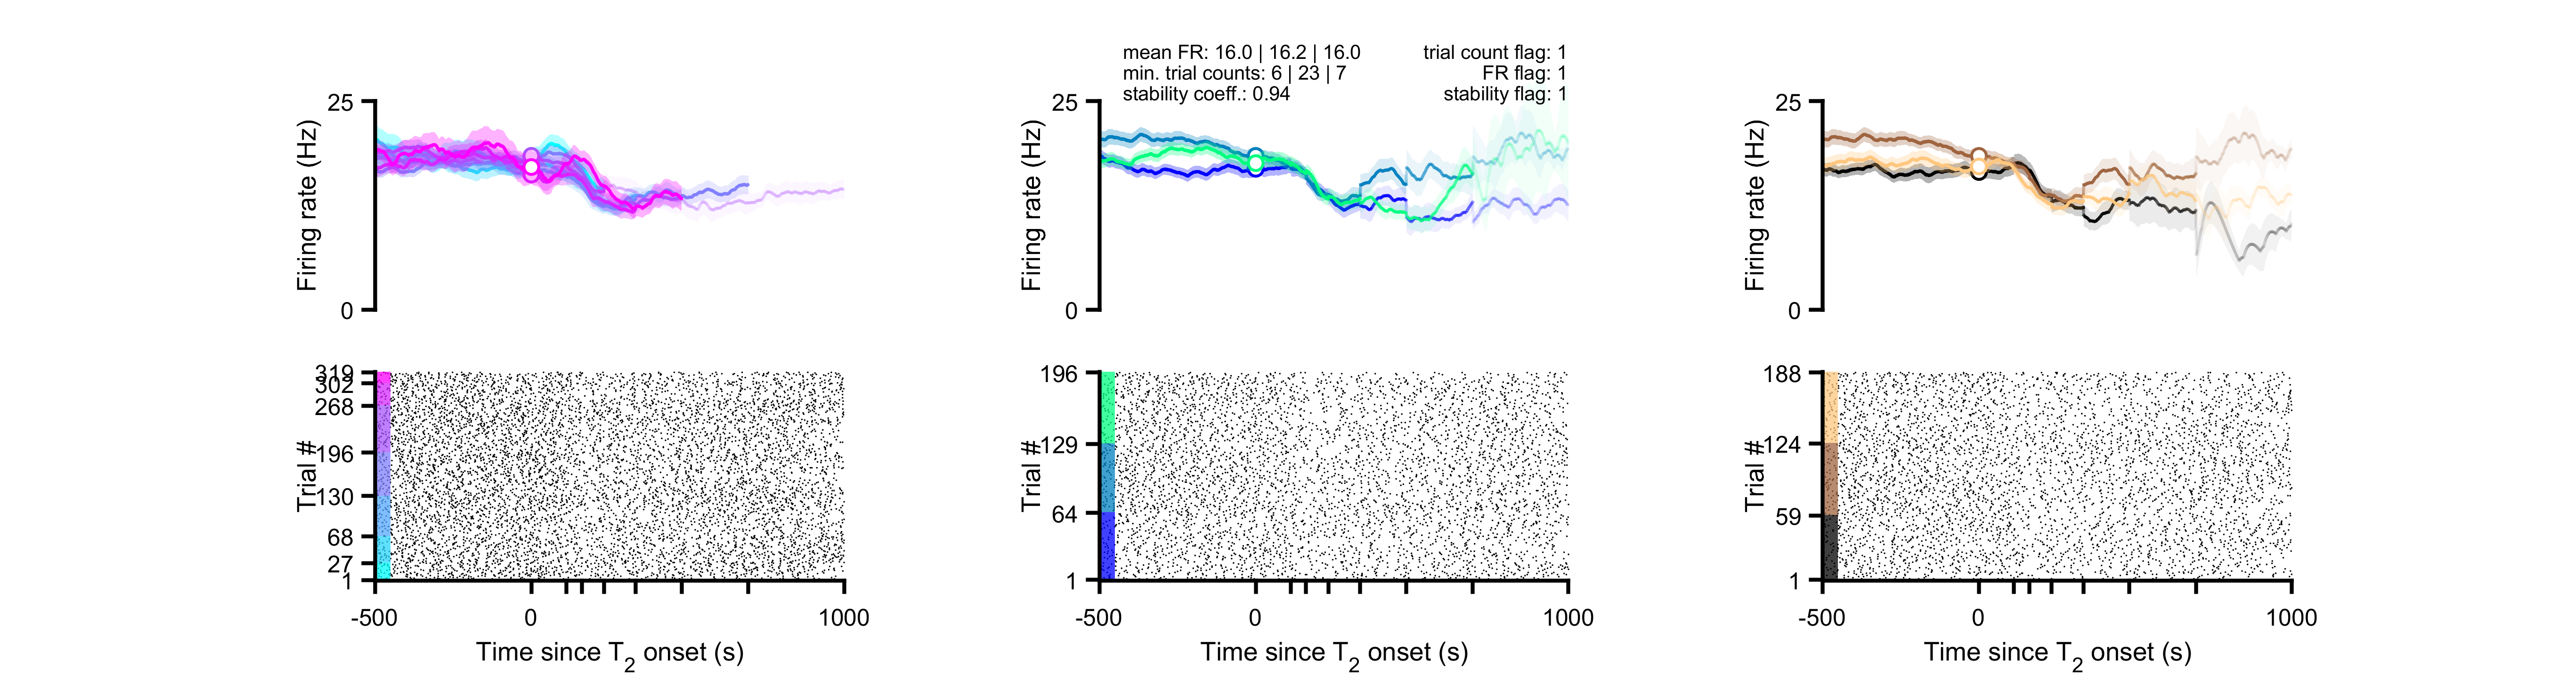 mean FR: 16.0 | 16.2 | 16.0
min. trial counts: 6 | 23 | 7
stability coeff.: 0.94
trial count flag: 1
FR flag: 1
stability flag: 1
25
Firing rate (Hz)
0
25
Firing rate (Hz)
0
25
Firing rate (Hz)
0
319
302
268
196
130
68
27
1
Trial #
-500
0
1000
Time since T2 onset (s)
196
129
64
1
Trial #
-500
0
1000
Time since T2 onset (s)
188
124
59
1
Trial #
-500
0
1000
Time since T2 onset (s)